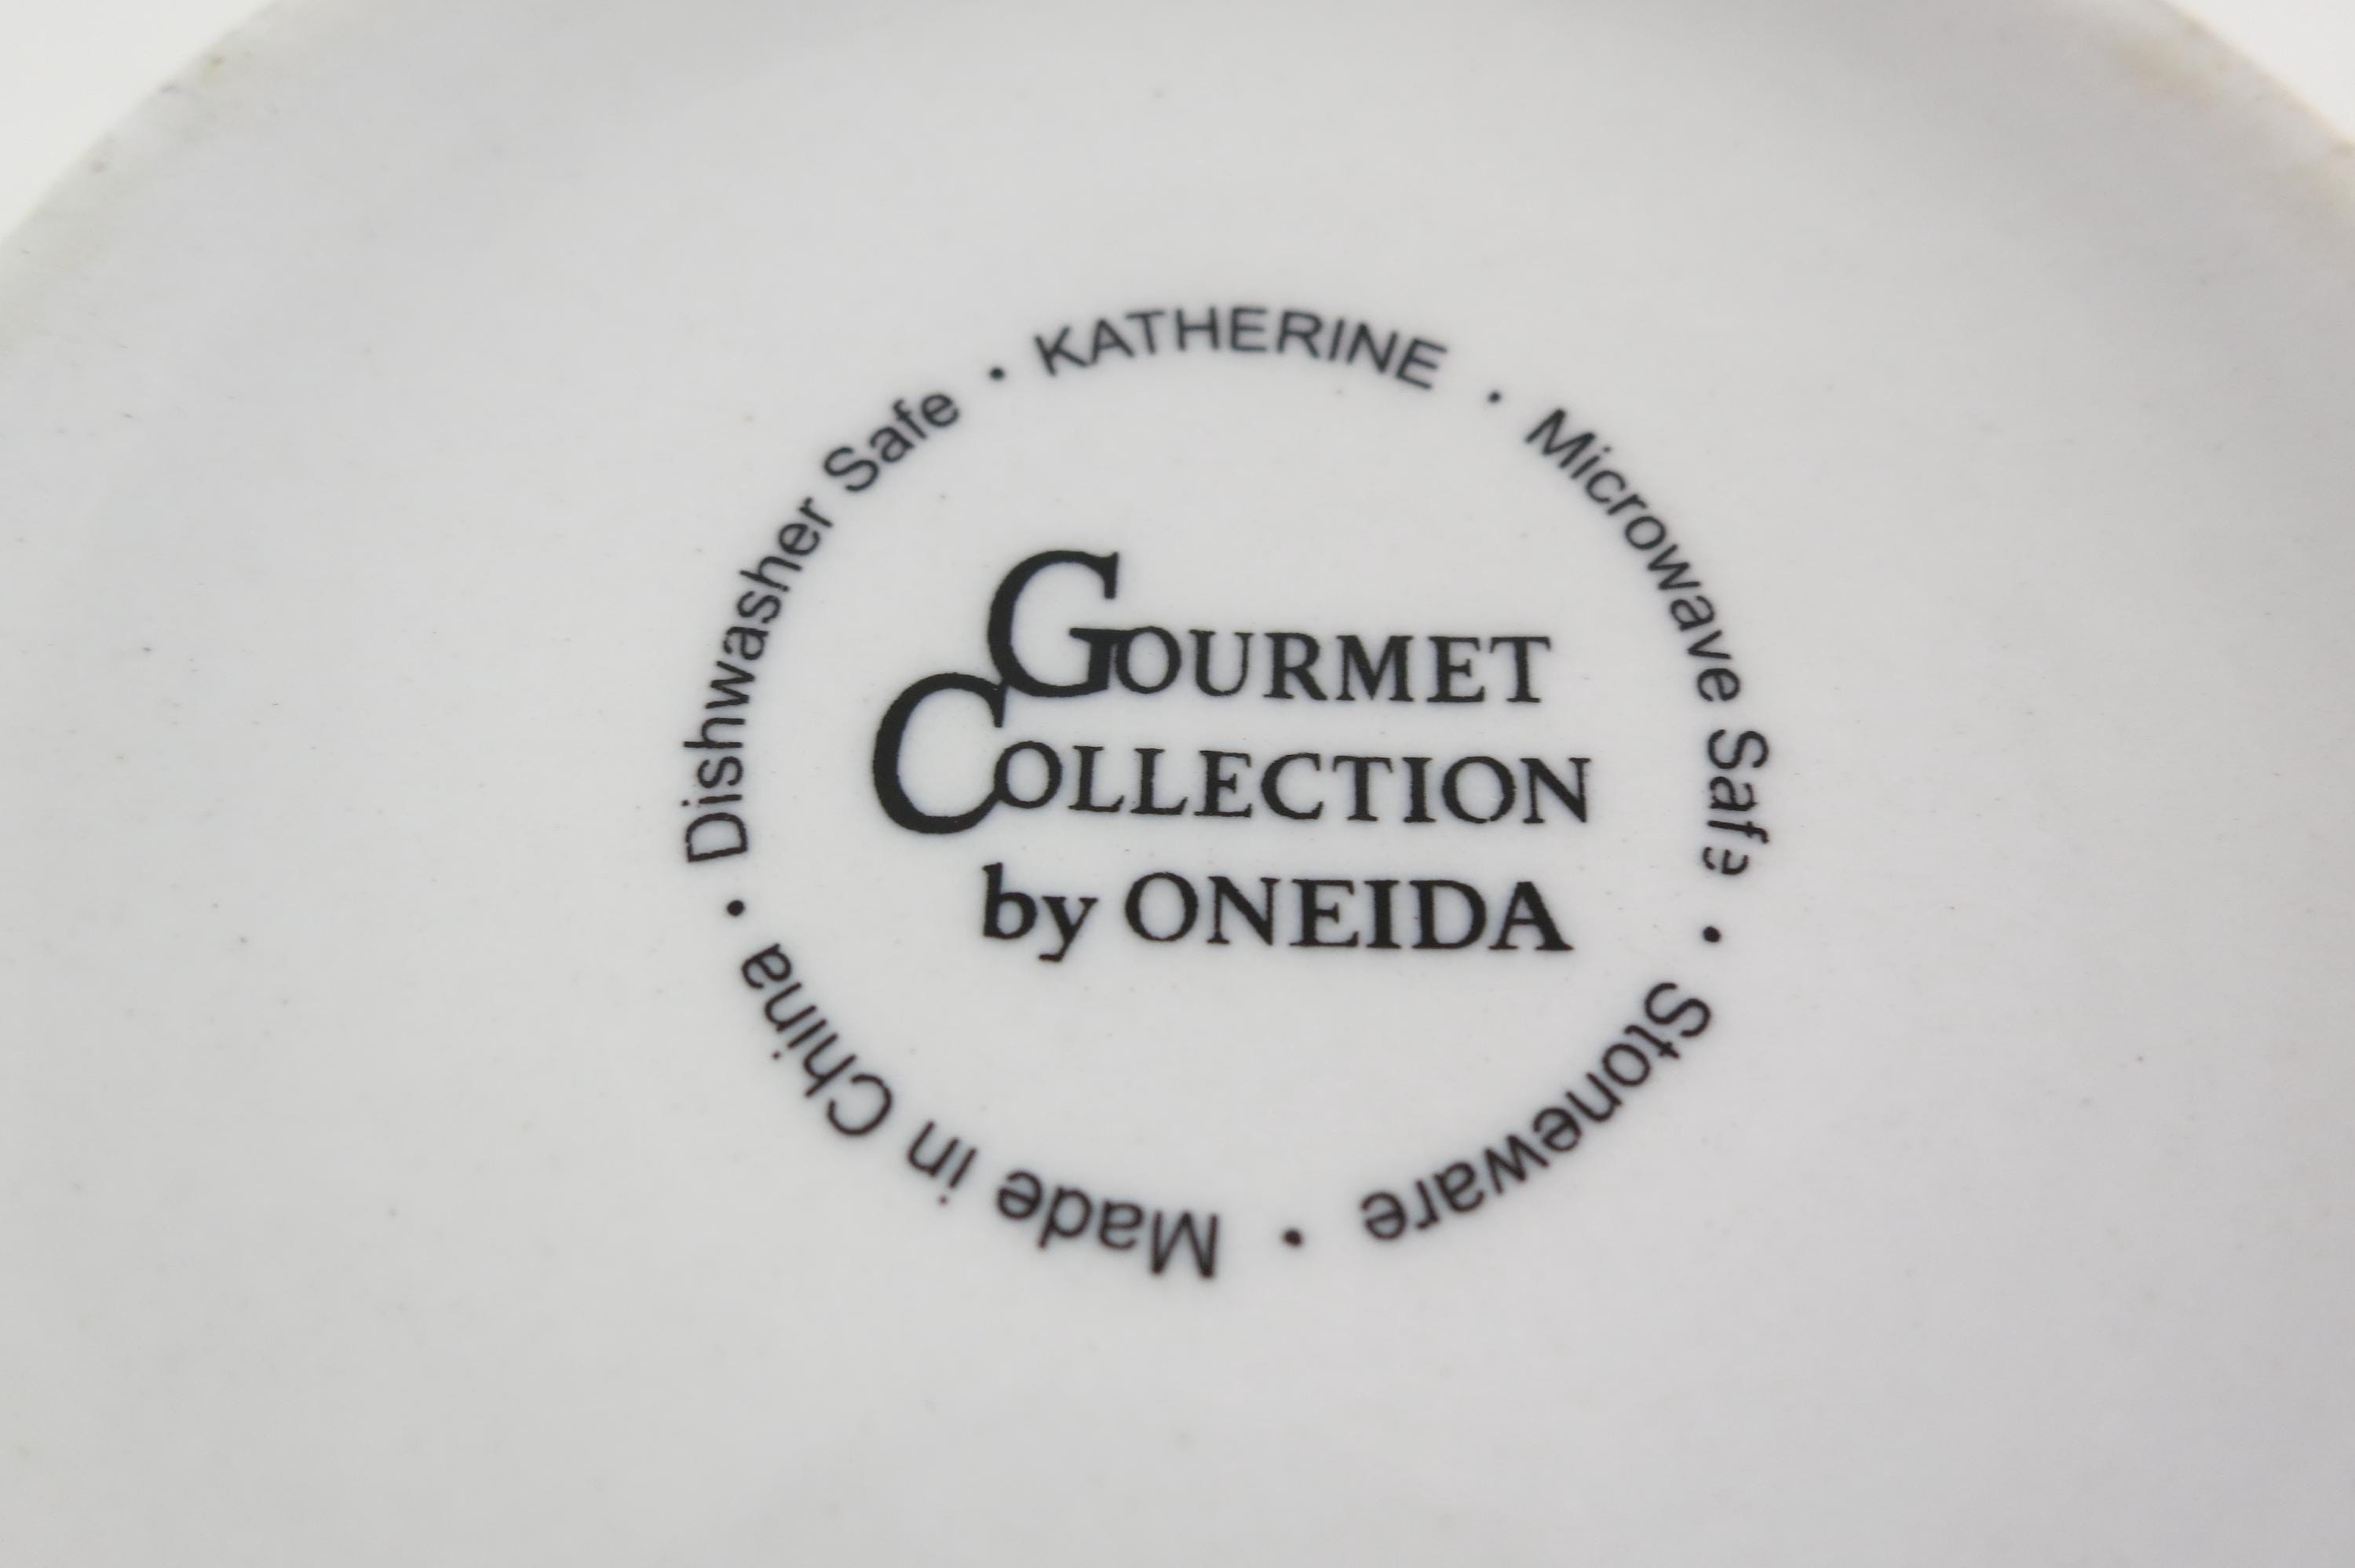 KATHERINE • Microwave Safe • Stoneware • Made in China • Dishwasher Safe •
GOURMET
COLLECTION
by ONEIDA